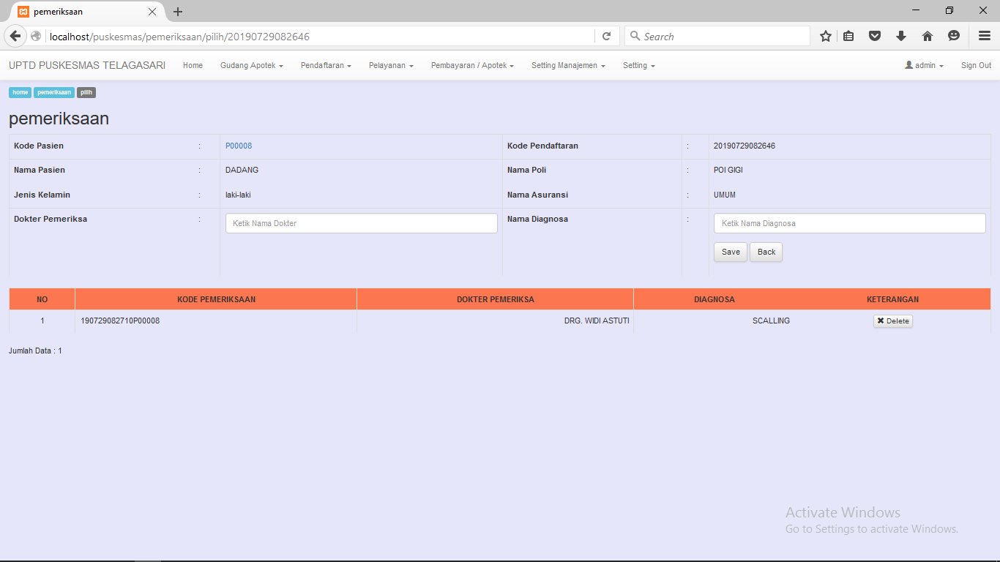 pemeriksaan
localhost/puskesmas/pemeriksaan/pilih/20190729082646
Search
UPTD PUSKESMAS TELAGASARI Home Gudang Apotek Pendaftaran Pelayanan Pembayaran / Apotek Setting Manajemen Setting admin Sign Out
home pemeriksaan pilih
pemeriksaan
Kode Pasien : P00008 Kode Pendaftaran : 20190729082646
Nama Pasien : DADANG Nama Poli : POI GIGI
Jenis Kelamin : laki-laki Nama Asuransi : UMUM
Dokter Pemeriksa : Ketik Nama Dokter Nama Diagnosa : Ketik Nama Diagnosa
Save Back
NO KODE PEMERIKSAAN DOKTER PEMERIKSA DIAGNOSA KETERANGAN
1 190729082710P00008 DRG. WIDI ASTUTI SCALLING Delete
Jumlah Data : 1
Activate Windows
Go to Settings to activate Windows.